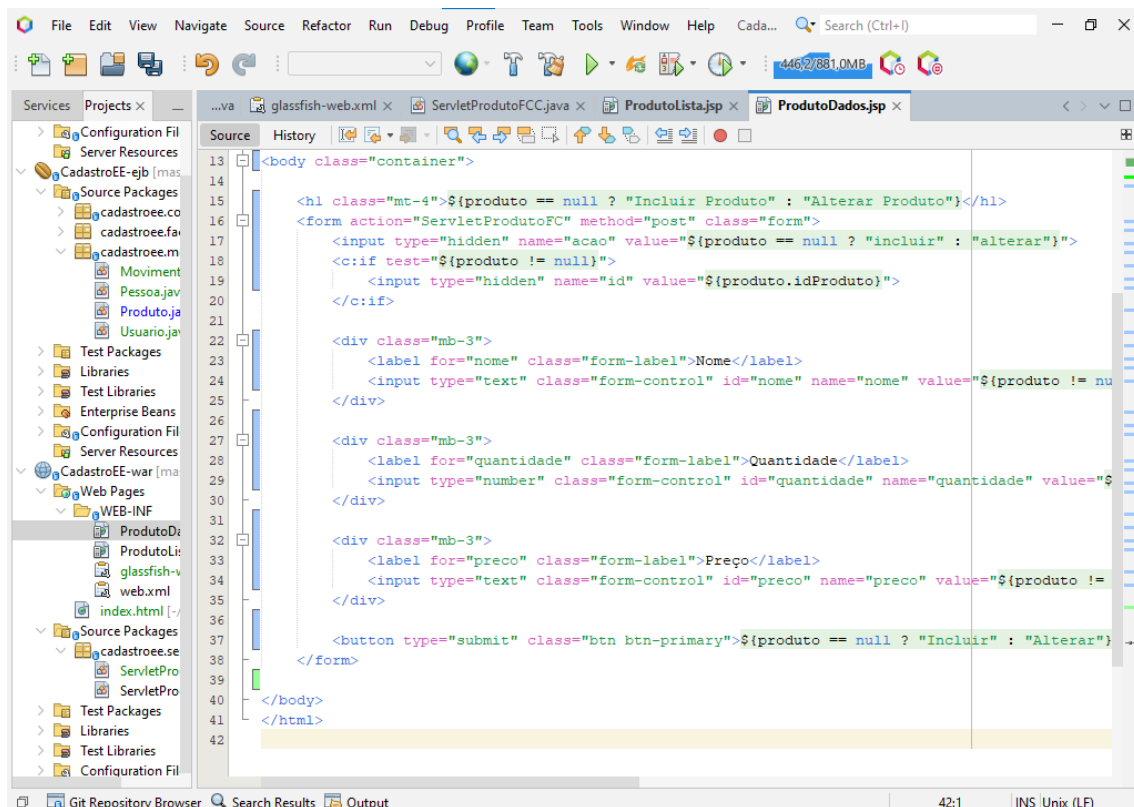 File Edit View Navigate Source Refactor Run Debug Profile Team Tools Window Help Cada... Search (Ctrl+I)
446,2/881,0MB
Services Projects
...va glassfish-web.xml ServletProdutoFCC.java ProdutoLista.jsp ProdutoDados.jsp
Source History
Configuration Fil
Server Resources
CadastroEE-ejb [mas
Source Packages
cadastroee.co
cadastroee.fa
cadastroee.m
Moviment
Pessoa.jav
Produto.ja
Usuario.jav
Test Packages
Libraries
Test Libraries
Enterprise Beans
Configuration Fil
Server Resources
CadastroEE-war [ma
Web Pages
WEB-INF
ProdutoDa
ProdutoLis
glassfish-v
web.xml
index.html [-/
Source Packages
cadastroee.se
ServletPro
ServletPro
Test Packages
Libraries
Test Libraries
Configuration Fil
13 <body class="container">
14
15 <h1 class="mt-4">${produto == null ? "Incluir Produto" : "Alterar Produto"}</h1>
16 <form action="ServletProdutoFC" method="post" class="form">
17 <input type="hidden" name="acao" value="${produto == null ? "incluir" : "alterar"}">
18 <c:if test="${produto != null}">
19 <input type="hidden" name="id" value="${produto.idProduto}">
20 </c:if>
21
22 <div class="mb-3">
23 <label for="nome" class="form-label">Nome</label>
24 <input type="text" class="form-control" id="nome" name="nome" value="${produto != nu
25 </div>
26
27 <div class="mb-3">
28 <label for="quantidade" class="form-label">Quantidade</label>
29 <input type="number" class="form-control" id="quantidade" name="quantidade" value="$
30 </div>
31
32 <div class="mb-3">
33 <label for="preco" class="form-label">Preço</label>
34 <input type="text" class="form-control" id="preco" name="preco" value="${produto !=
35 </div>
36
37 <button type="submit" class="btn btn-primary">${produto == null ? "Incluir" : "Alterar"}
38 </form>
39
40 </body>
41 </html>
42
Git Repository Browser Search Results Output
42:1 INS Unix (LF)